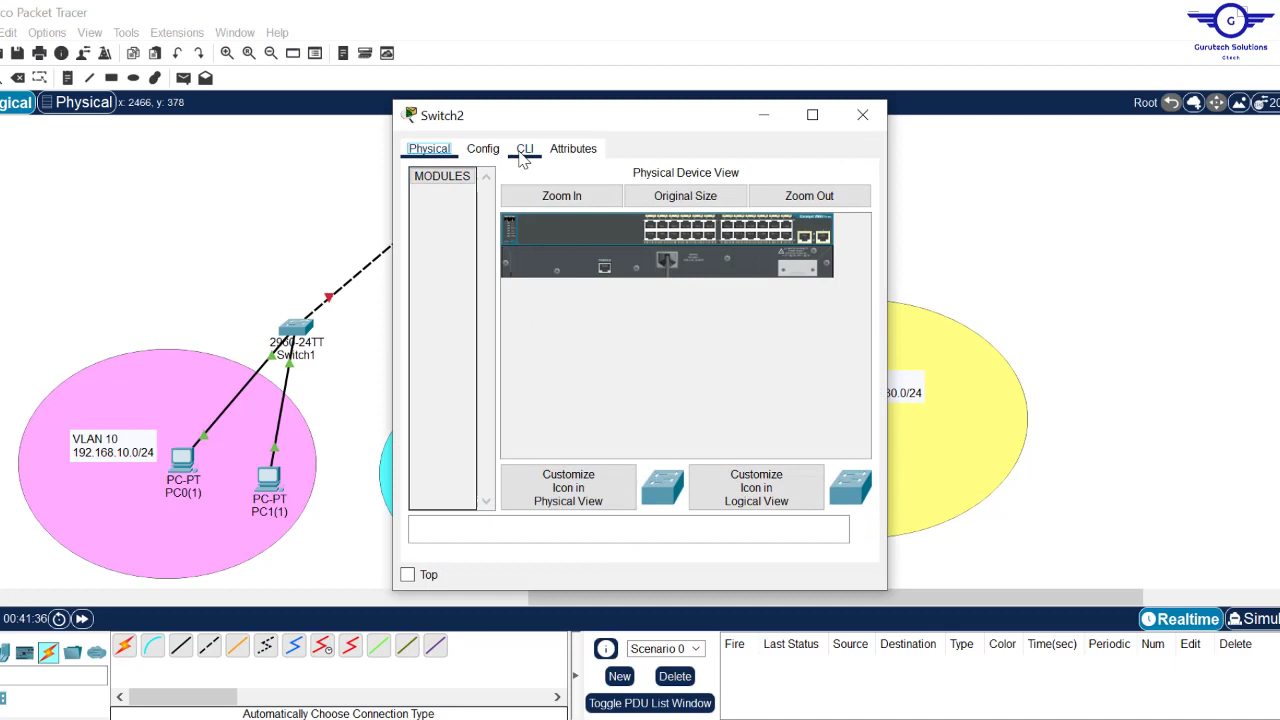 co Packet Tracer
Edit Options View Tools Extensions Window Help
G
Gurutech Solutions
Ctech
gical Physical x: 2466, y: 378
Root
Switch2
Physical Config CLI Attributes
MODULES
Physical Device View
Zoom In Original Size Zoom Out
2960-24TT
Switch1
VLAN 10
192.168.10.0/24
PC-PT
PC0(1)
PC-PT
PC1(1)
30.0/24
Customize
Icon in
Physical View
Customize
Icon in
Logical View
Top
00:41:36
Realtime
Simul
Scenario 0
New
Delete
Toggle PDU List Window
Fire Last Status Source Destination Type Color Time(sec) Periodic Num Edit Delete
Automatically Choose Connection Type